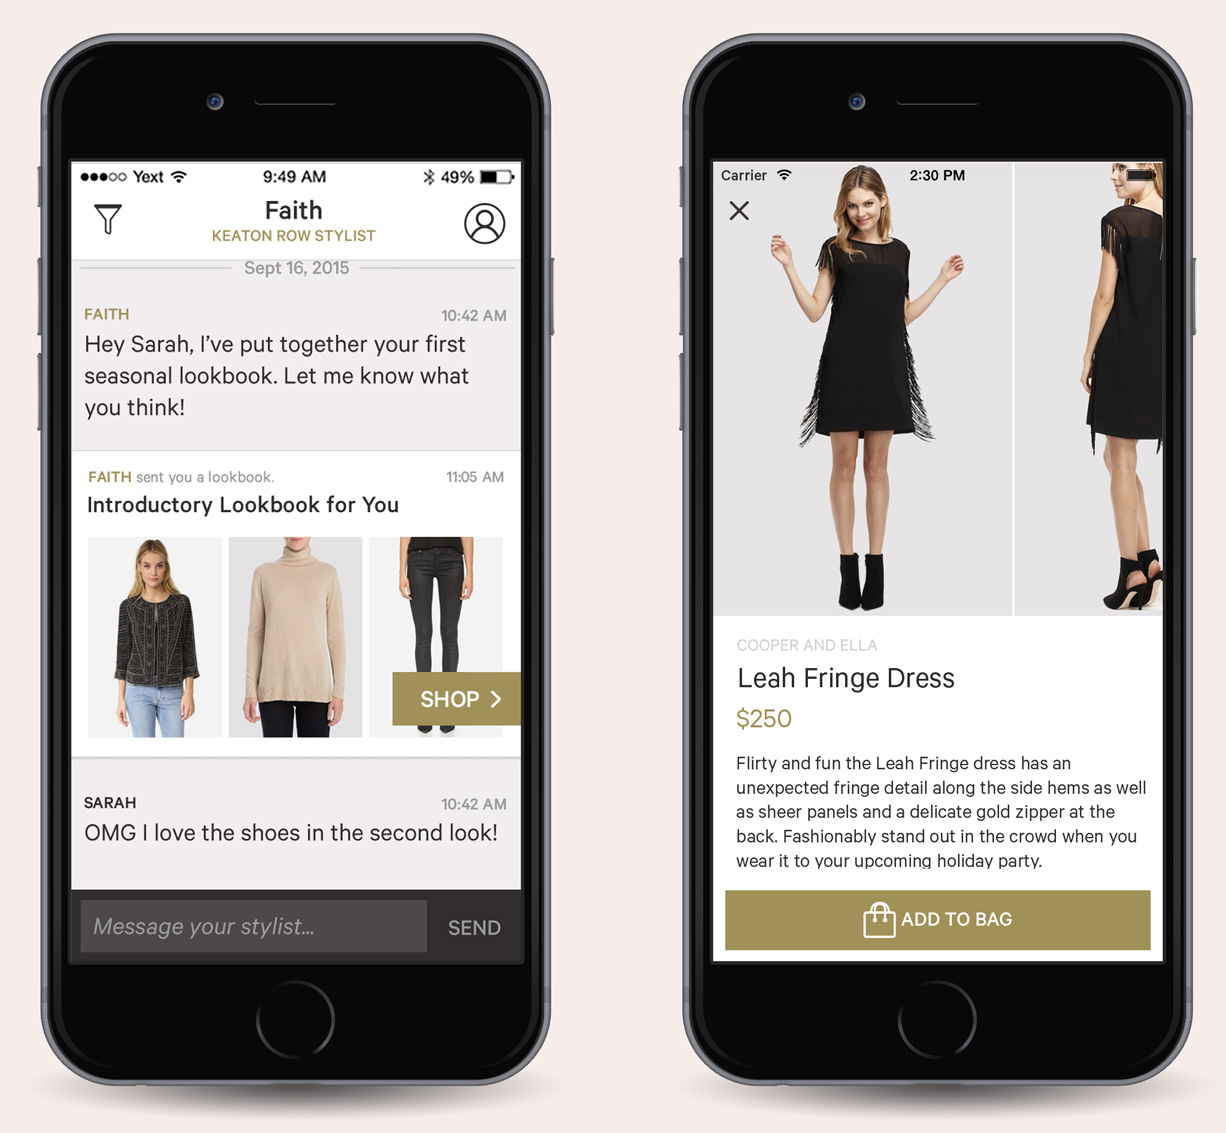 Yext
9:49 AM
49%
Faith
KEATON ROW STYLIST
Sept 16, 2015
FAITH
10:42 AM
Hey Sarah, I've put together your first
seasonal lookbook. Let me know what
you think!
FAITH sent you a lookbook.
11:05 AM
Introductory Lookbook for You
SHOP
SARAH
10:42 AM
OMG I love the shoes in the second look!
Message your stylist...
SEND
Carrier
2:30 PM
COOPER AND ELLA
Leah Fringe Dress
$250
Flirty and fun the Leah Fringe dress has an
unexpected fringe detail along the side hems as well
as sheer panels and a delicate gold zipper at the
back. Fashionably stand out in the crowd when you
wear it to your upcoming holiday party.
ADD TO BAG